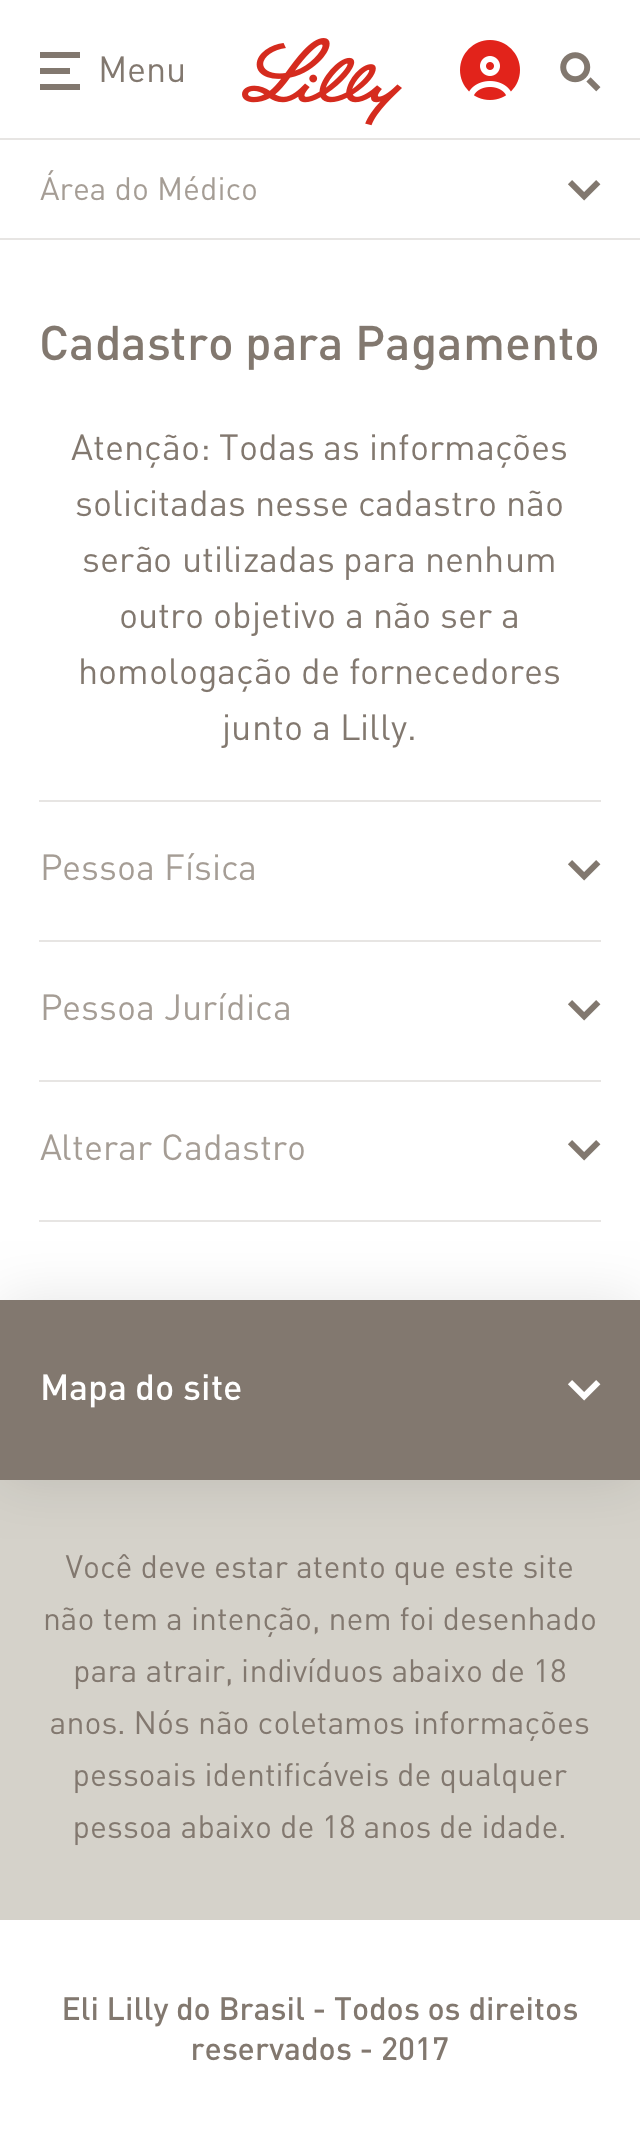 Menu
Lilly
Área do Médico
Cadastro para Pagamento
Atenção: Todas as informações
solicitadas nesse cadastro não
serão utilizadas para nenhum
outro objetivo a não ser a
homologação de fornecedores
junto a Lilly.
Pessoa Física
Pessoa Jurídica
Alterar Cadastro
Mapa do site
Você deve estar atento que este site
não tem a intenção, nem foi desenhado
para atrair, indivíduos abaixo de 18
anos. Nós não coletamos informações
pessoais identificáveis de qualquer
pessoa abaixo de 18 anos de idade.
Eli Lilly do Brasil - Todos os direitos
reservados - 2017